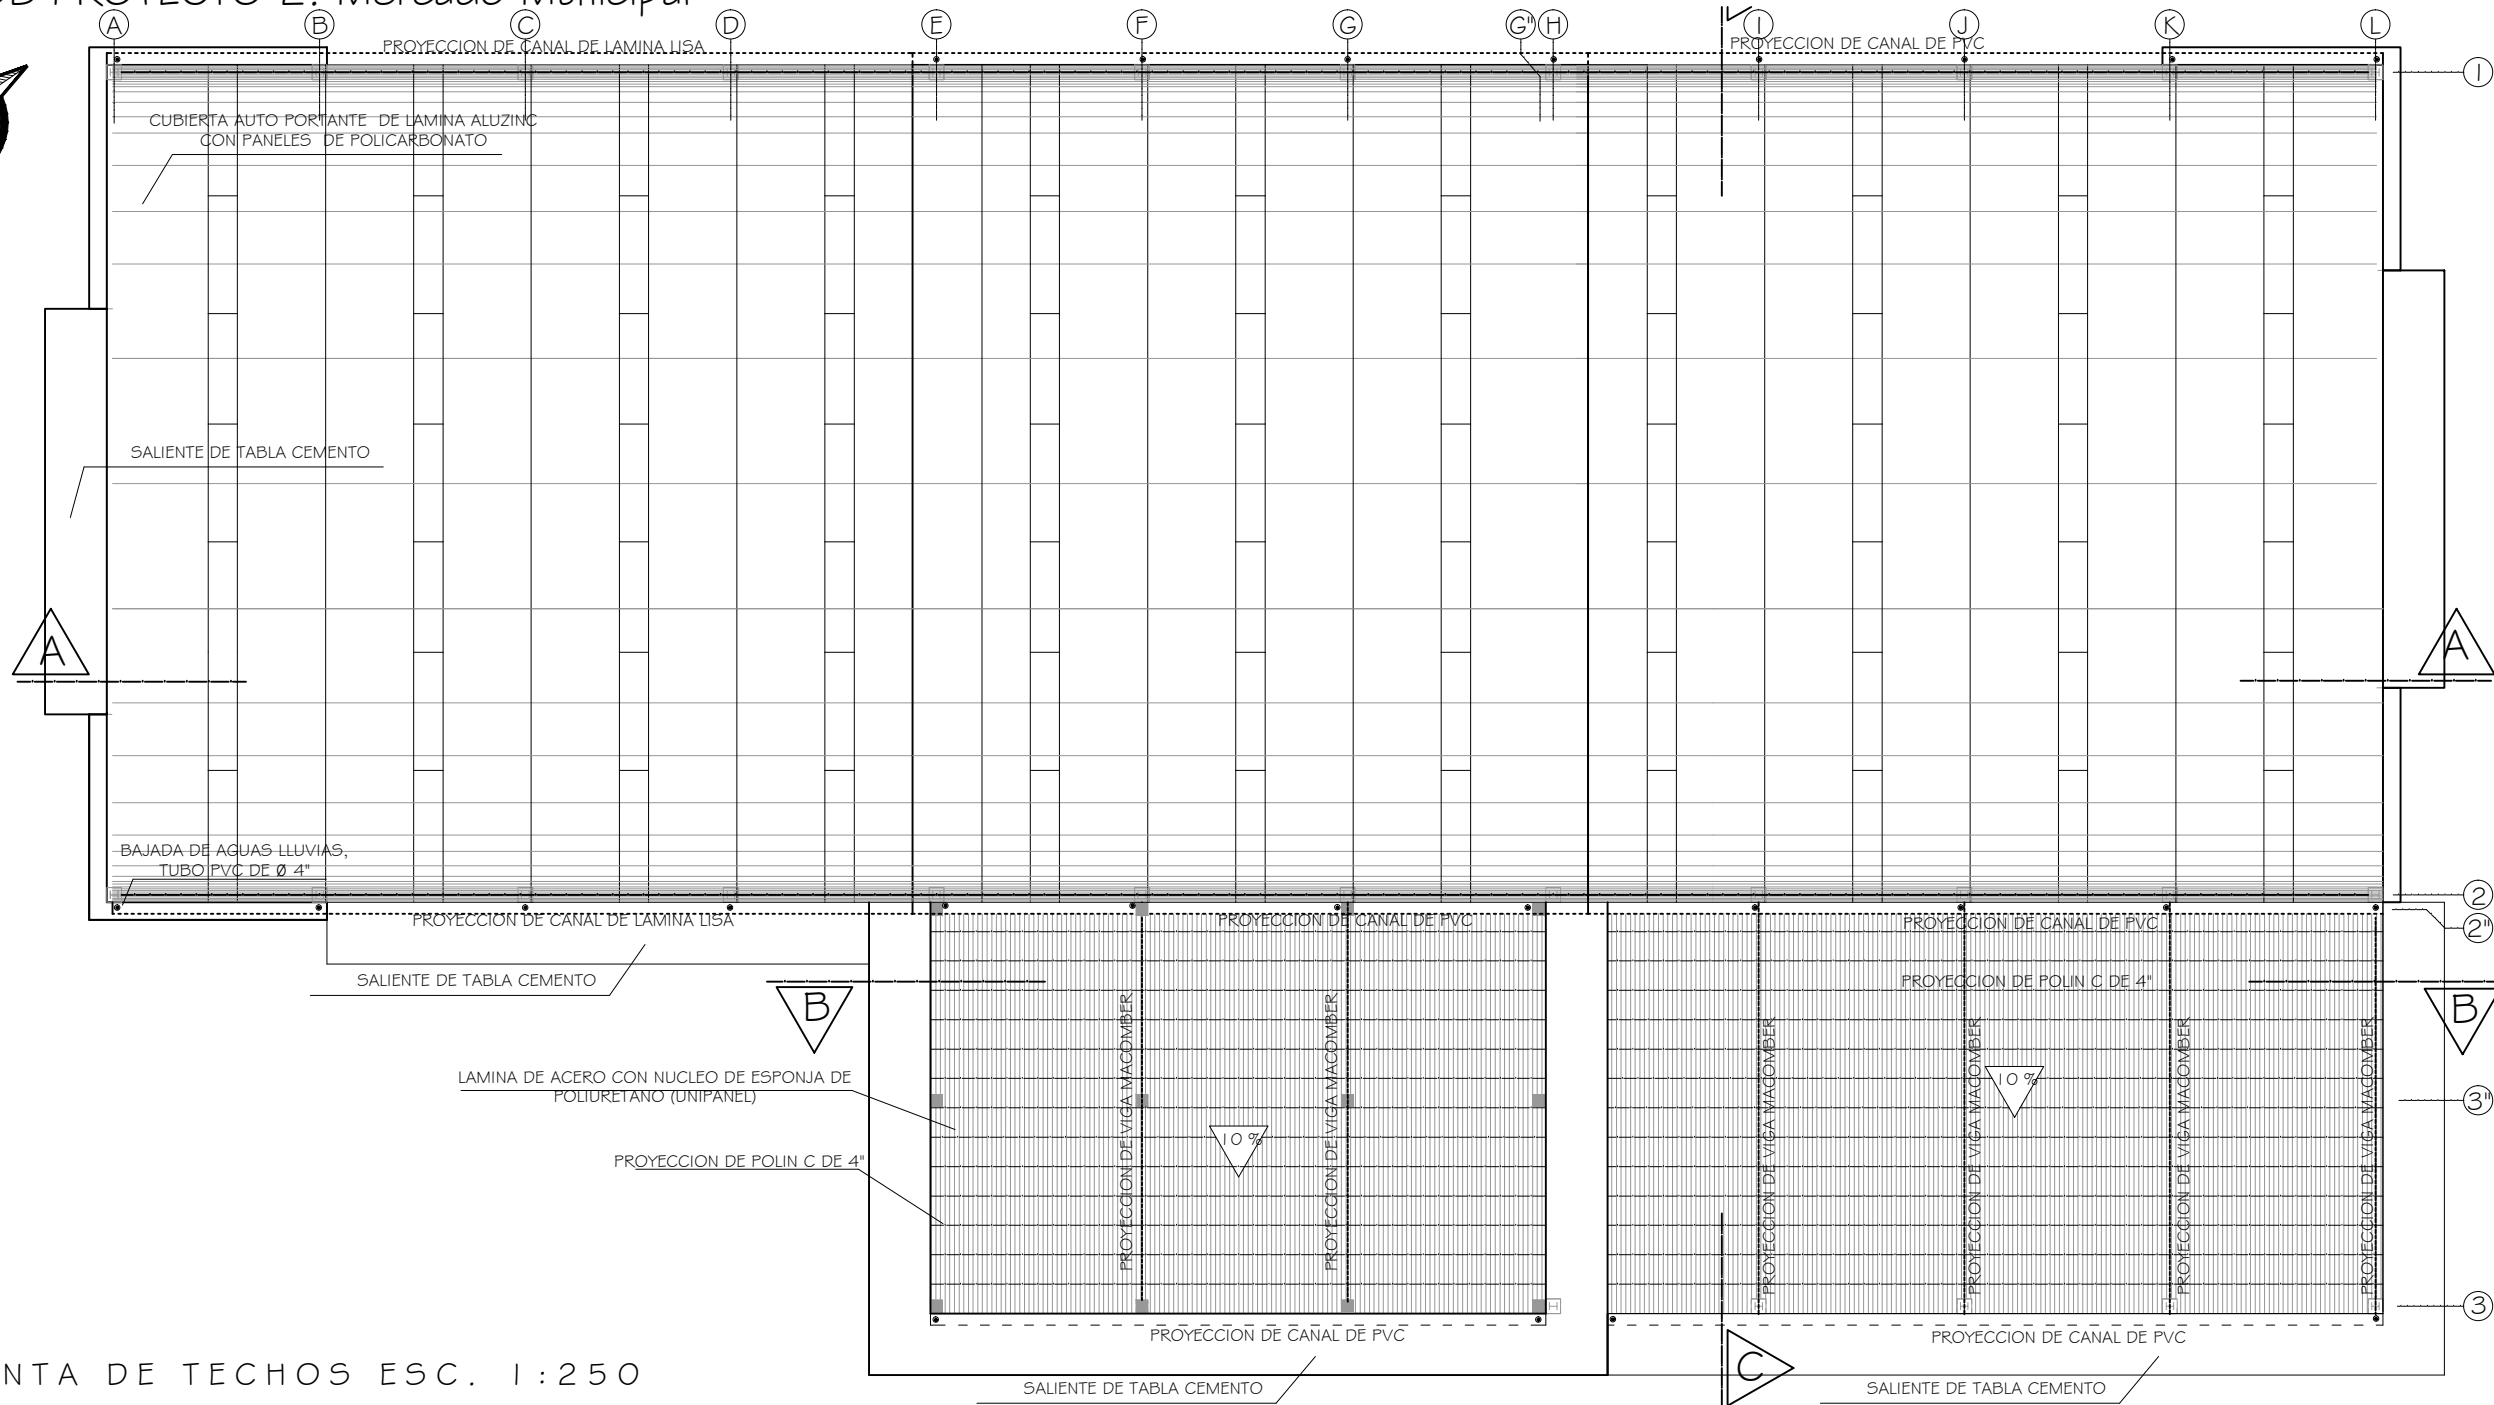 PROYECTO 2: Mercado Municipal
A B C D E F G G" H I J K L
PROYECCION DE CANAL DE LAMINA LISA
PROYECCION DE CANAL DE PVC
1
CUBIERTA AUTO PORTANTE DE LAMINA ALUZINC
CON PANELES DE POLICARBONATO
SALIENTE DE TABLA CEMENTO
A
A
BAJADA DE AGUAS LLUVIAS,
TUBO PVC DE Ø 4"
2
PROYECCION DE CANAL DE LAMINA LISA
PROYECCION DE CANAL DE PVC
PROYECCION DE CANAL DE PVC
2"
SALIENTE DE TABLA CEMENTO
PROYECCION DE POLIN C DE 4"
B
B
LAMINA DE ACERO CON NUCLEO DE ESPONJA DE
POLIURETANO (UNIPANEL)
10 %
3"
10 %
PROYECCION DE POLIN C DE 4"
PROYECCION DE VIGA MACOMBER
PROYECCION DE VIGA MACOMBER
PROYECCION DE VIGA MACOMBER
PROYECCION DE VIGA MACOMBER
PROYECCION DE VIGA MACOMBER
PROYECCION DE VIGA MACOMBER
3
PROYECCION DE CANAL DE PVC
PROYECCION DE CANAL DE PVC
C
NTA DE TECHOS ESC. 1:250
SALIENTE DE TABLA CEMENTO
SALIENTE DE TABLA CEMENTO